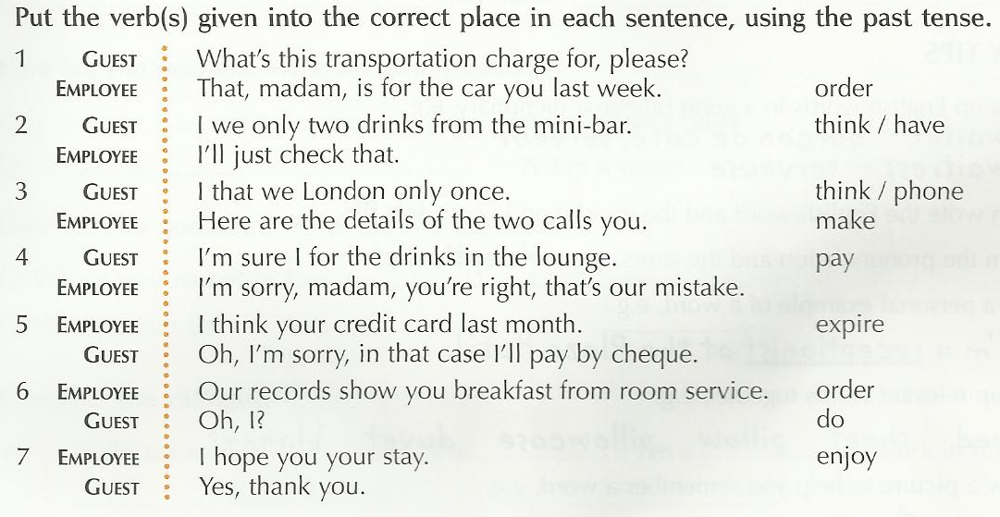 Put the verb(s) given into the correct place in each sentence, using the past tense.
1 GUEST What's this transportation charge for, please?
EMPLOYEE That, madam, is for the car you last week. order
2 GUEST I we only two drinks from the mini-bar. think / have
EMPLOYEE I'll just check that.
3 GUEST I that we London only once. think / phone
EMPLOYEE Here are the details of the two calls you. make
4 GUEST I'm sure I for the drinks in the lounge. pay
EMPLOYEE I'm sorry, madam, you're right, that's our mistake.
5 EMPLOYEE I think your credit card last month. expire
GUEST Oh, I'm sorry, in that case I'll pay by cheque.
6 EMPLOYEE Our records show you breakfast from room service. order
GUEST Oh, I? do
7 EMPLOYEE I hope you your stay. enjoy
GUEST Yes, thank you.